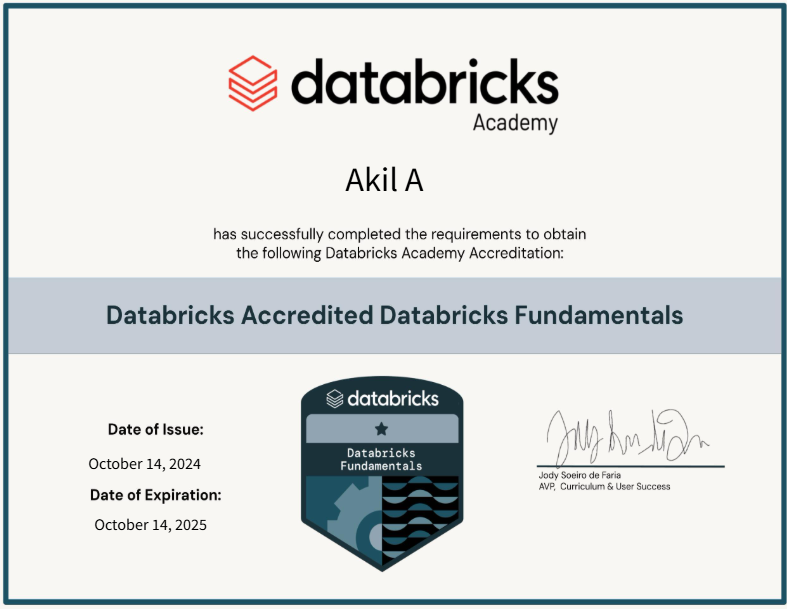 databricks
Academy
Akil A
has successfully completed the requirements to obtain
the following Databricks Academy Accreditation:
Databricks Accredited Databricks Fundamentals
databricks
Databricks
Fundamentals
Date of Issue:
October 14, 2024
Date of Expiration:
October 14, 2025
Jody Soeiro de Faria
AVP, Curriculum & User Success